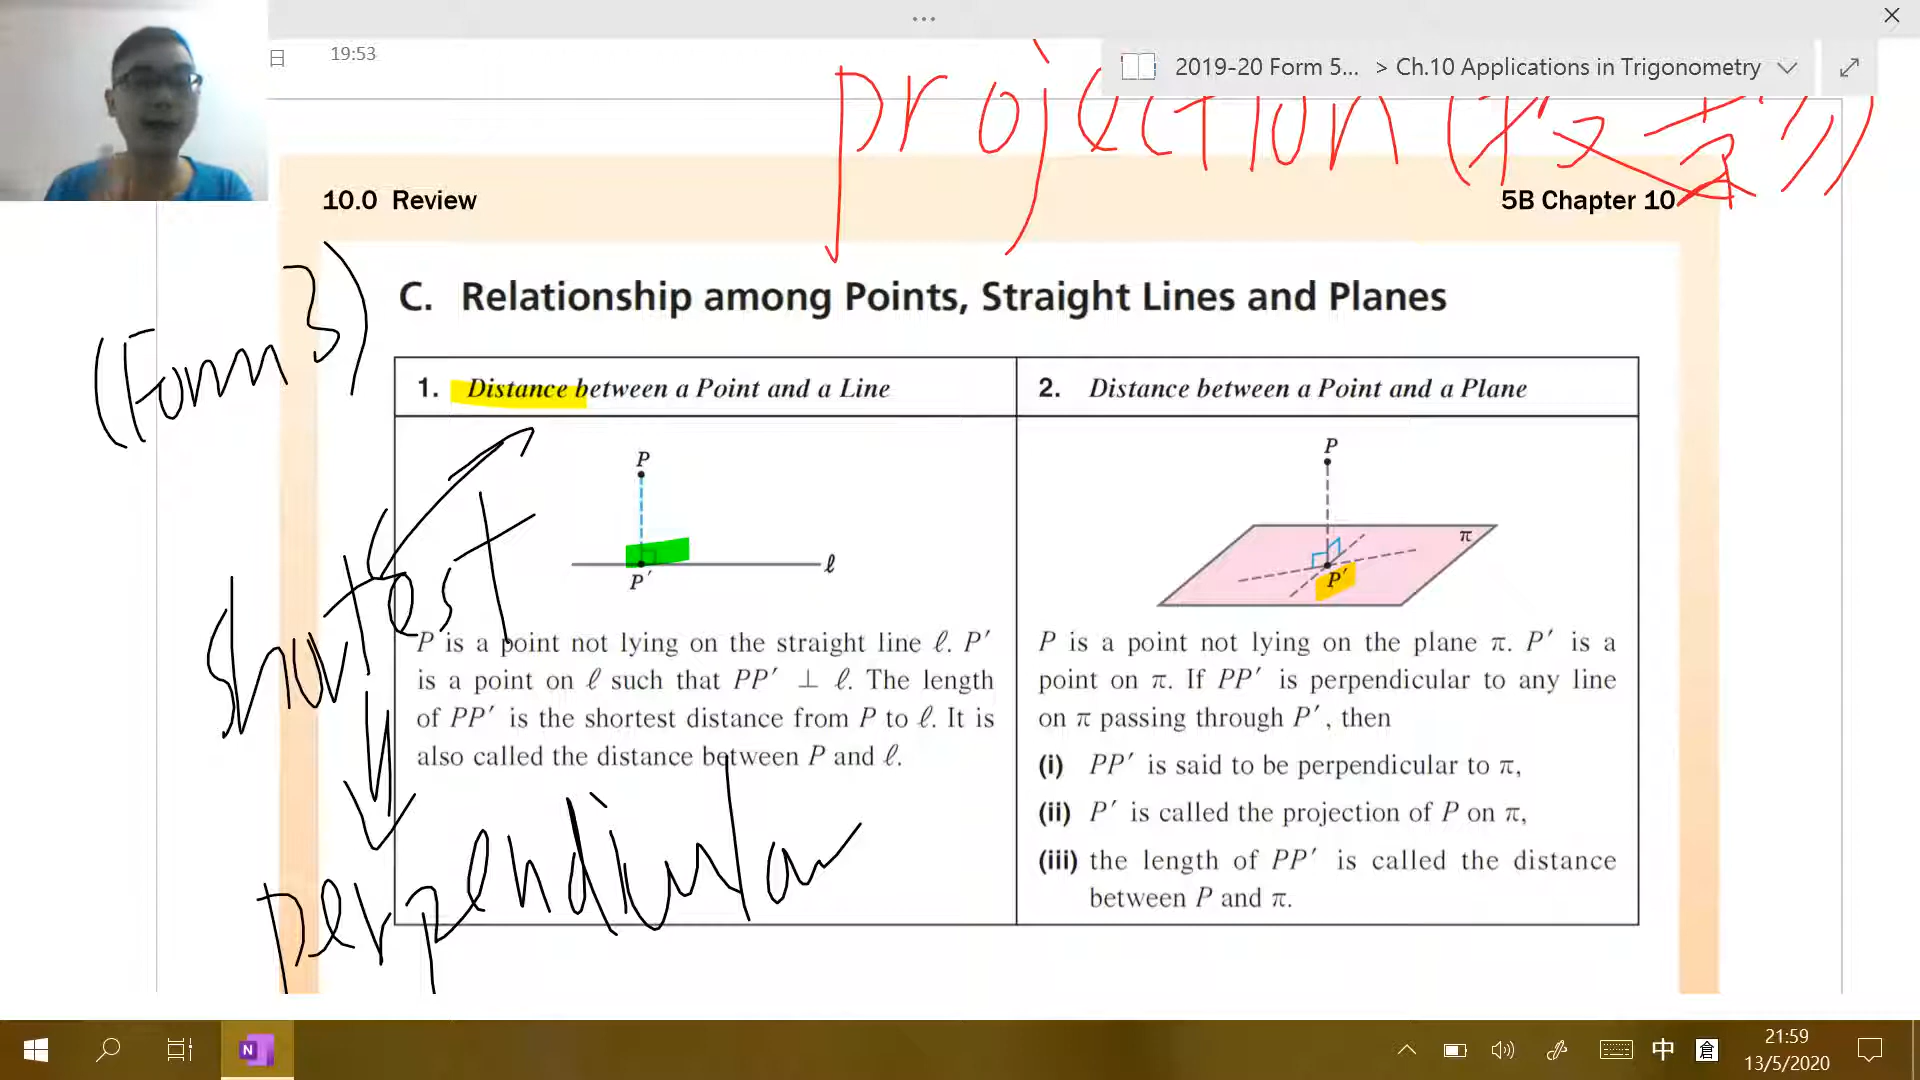 日 19:53
2019-20 Form 5... > Ch.10 Applications in Trigonometry
projection (投影)
10.0 Review
5B Chapter 10
(Form 3)
C. Relationship among Points, Straight Lines and Planes
1. Distance between a Point and a Line
P
P′
ℓ
P is a point not lying on the straight line ℓ. P′
is a point on ℓ such that PP′ ⊥ ℓ. The length
of PP′ is the shortest distance from P to ℓ. It is
also called the distance between P and ℓ.
shortest
perpendicular
2. Distance between a Point and a Plane
P
π
P′
P is a point not lying on the plane π. P′ is a
point on π. If PP′ is perpendicular to any line
on π passing through P′, then
(i) PP′ is said to be perpendicular to π,
(ii) P′ is called the projection of P on π,
(iii) the length of PP′ is called the distance
between P and π.
N
中
倉
21:59
13/5/2020